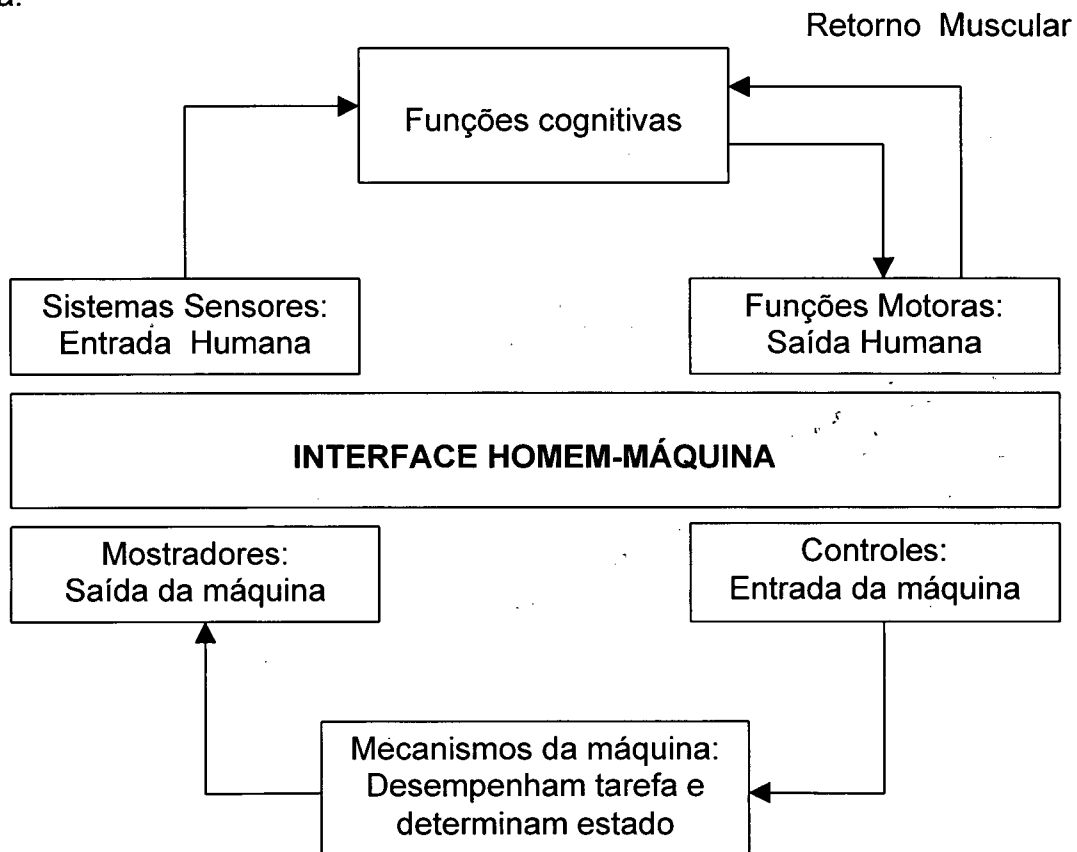 a.
Retorno Muscular
Funções cognitivas
Sistemas Sensores:
Entrada Humana
Funções Motoras:
Saída Humana
INTERFACE HOMEM-MÁQUINA
Mostradores:
Saída da máquina
Controles:
Entrada da máquina
Mecanismos da máquina:
Desempenham tarefa e
determinam estado